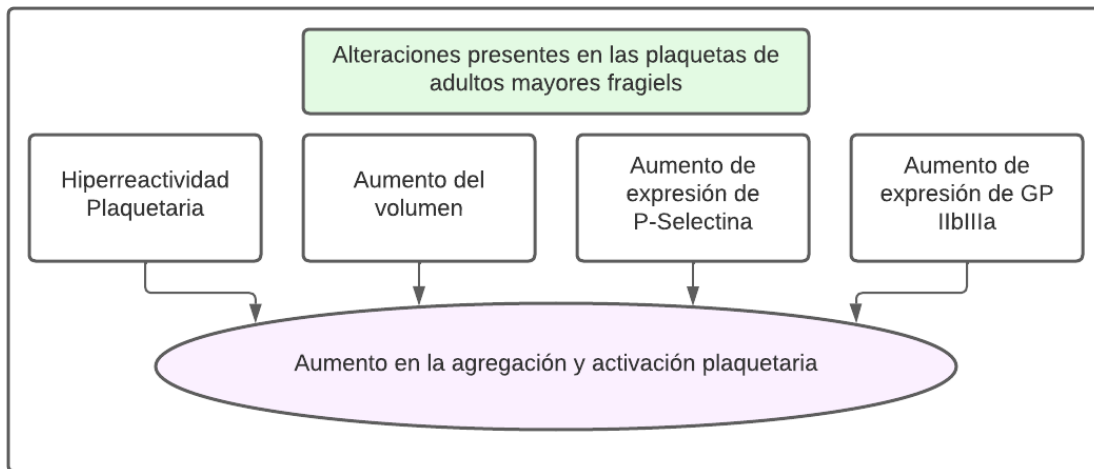 Alteraciones presentes en las plaquetas de
adultos mayores fragiels
Hiperreactividad
Plaquetaria
Aumento del
volumen
Aumento de
expresión de
P-Selectina
Aumento de
expresión de GP
IIbIIIa
Aumento en la agregación y activación plaquetaria